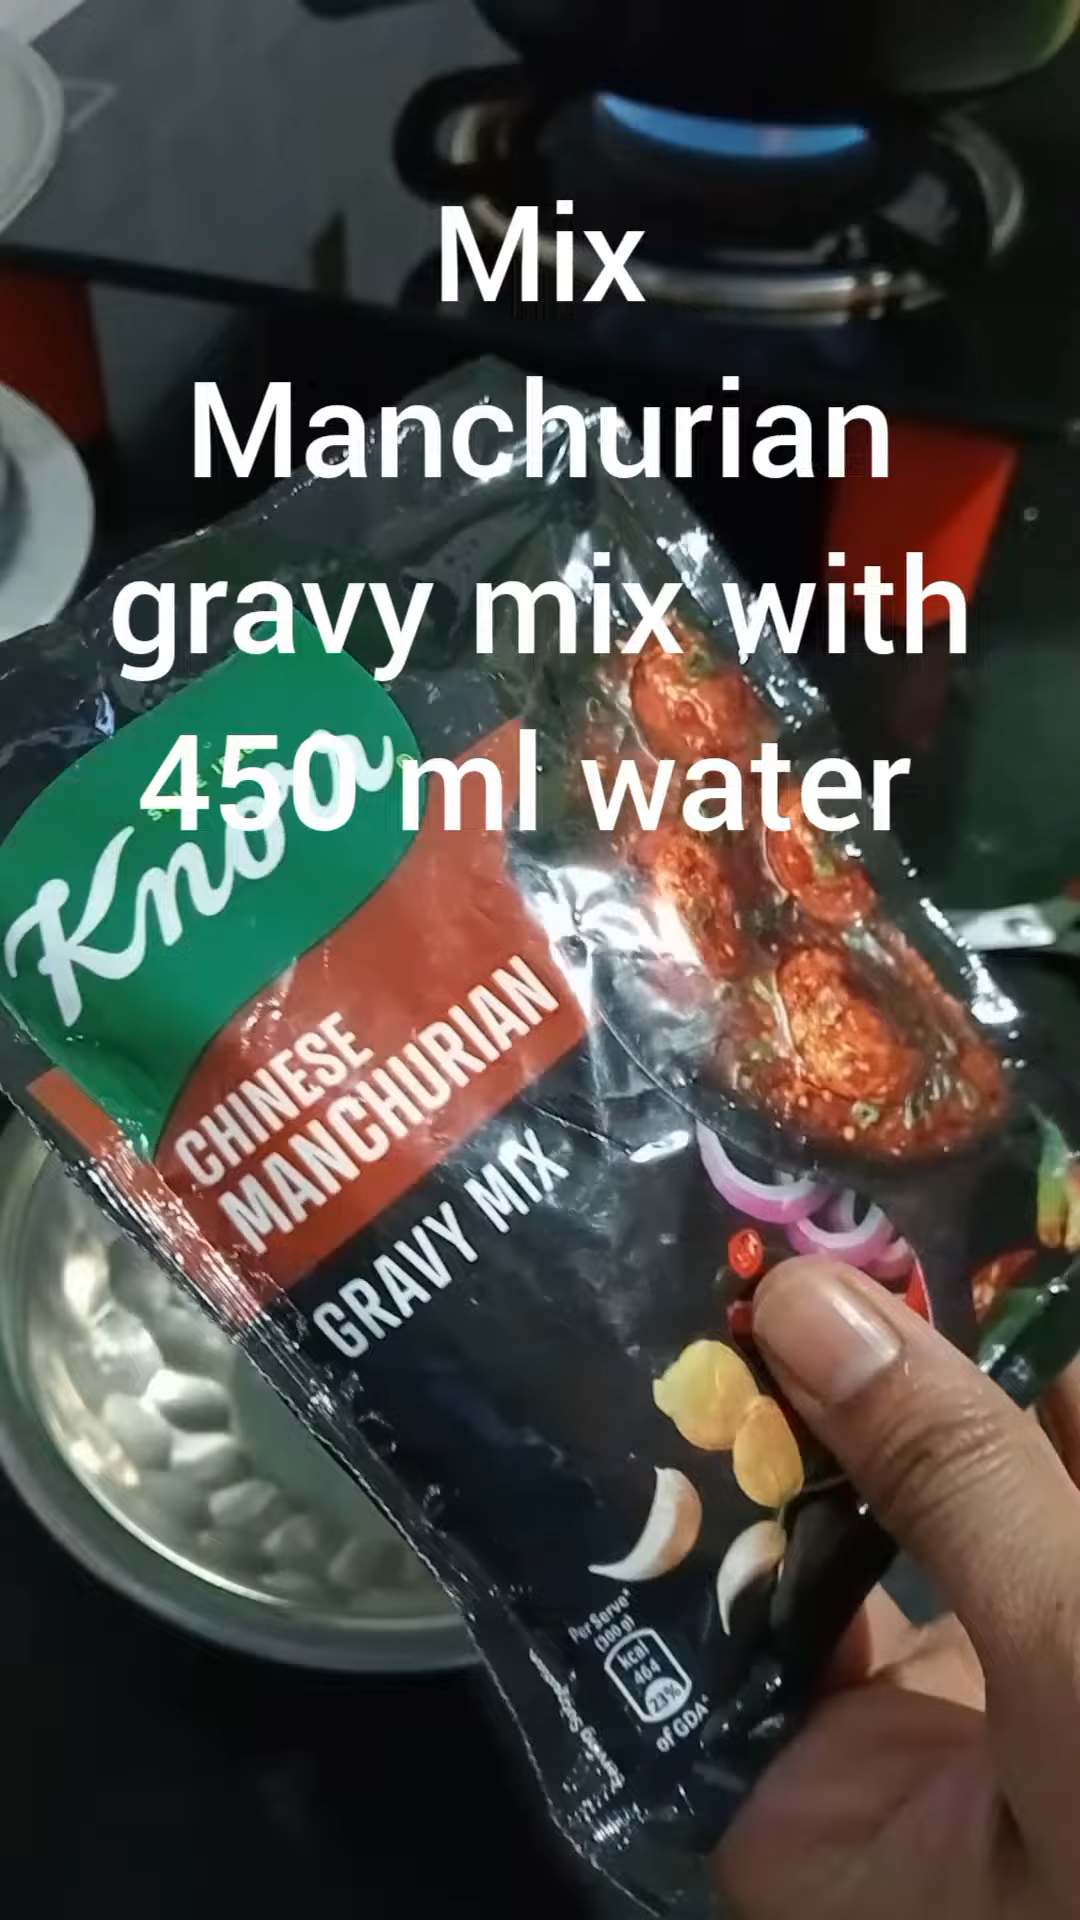 Mix
Manchurian
gravy mix with
450 ml water
Knorr
CHINESE
MANCHURIAN
GRAVY MIX
Per Serve*
(100 g)
kcal
464
23%
of GDA^